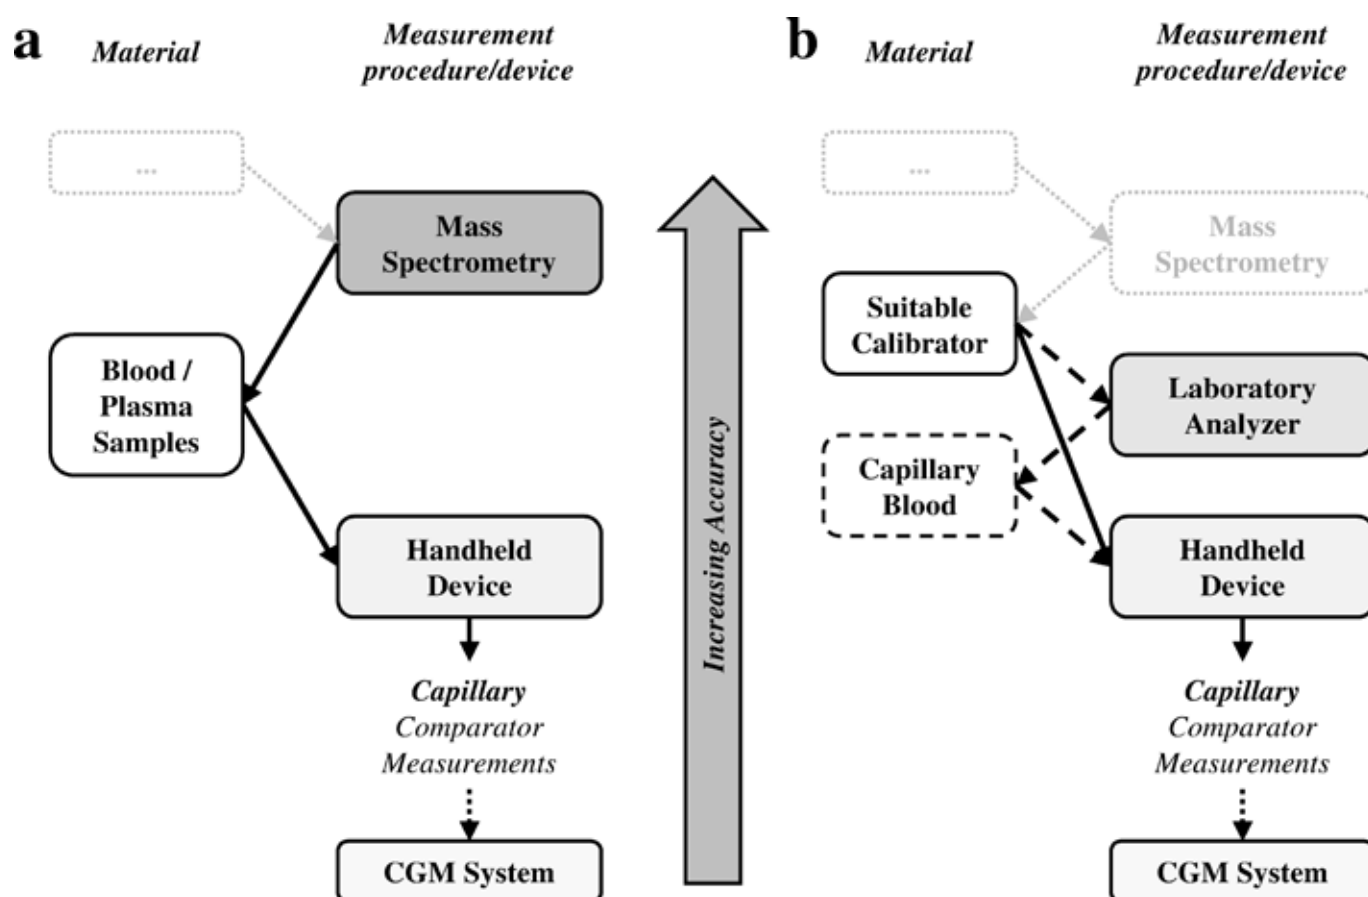 a
Material
Measurement
procedure/device
...
Mass
Spectrometry
Blood /
Plasma
Samples
Handheld
Device
Capillary
Comparator
Measurements
CGM System
Increasing Accuracy
b
Material
Measurement
procedure/device
...
Mass
Spectrometry
Suitable
Calibrator
Laboratory
Analyzer
Capillary
Blood
Handheld
Device
Capillary
Comparator
Measurements
CGM System